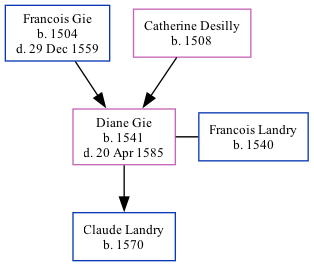 Francois Gie
b. 1504
d. 29 Dec 1559
Catherine Desilly
b. 1508
Diane Gie
b. 1541
d. 20 Apr 1585
Francois Landry
b. 1540
Claude Landry
b. 1570